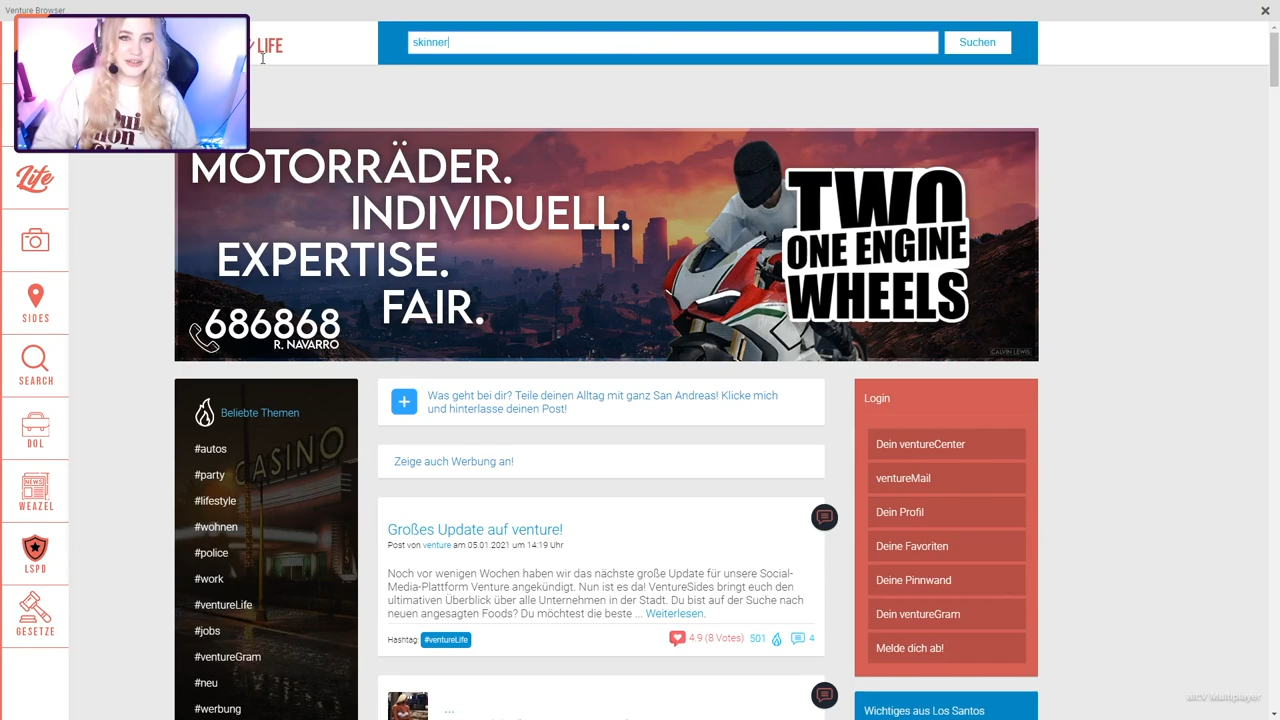 Venture Browser
LIFE
skinner
Suchen
Oui,
non
MOTORRÄDER.
INDIVIDUELL.
EXPERTISE.
FAIR.
686868
R. NAVARRO
TWO
ONE ENGINE
WHEELS
CALVIN LEWIS
Life
SIDES
SEARCH
DOL
NEWS
WEAZEL
LSPD
GESETZE
Beliebte Themen
#autos
#party
#lifestyle
#wohnen
#police
#work
#ventureLife
#jobs
#ventureGram
#neu
#werbung
CASINO
Was geht bei dir? Teile deinen Alltag mit ganz San Andreas! Klicke mich
und hinterlasse deinen Post!
Zeige auch Werbung an!
Großes Update auf venture!
Post von venture am 05.01.2021 um 14:19 Uhr
Noch vor wenigen Wochen haben wir das nächste große Update für unsere Social-
Media-Plattform Venture angekündigt. Nun ist es da! VentureSides bringt euch den
ultimativen Überblick über alle Unternehmen in der Stadt. Du bist auf der Suche nach
neuen angesagten Foods? Du möchtest die beste ... Weiterlesen.
Hashtag: #ventureLife
4.9 (8 Votes) 501 4
...
Login
Dein ventureCenter
ventureMail
Dein Profil
Deine Favoriten
Deine Pinnwand
Dein ventureGram
Melde dich ab!
Wichtiges aus Los Santos
alt:V Multiplayer